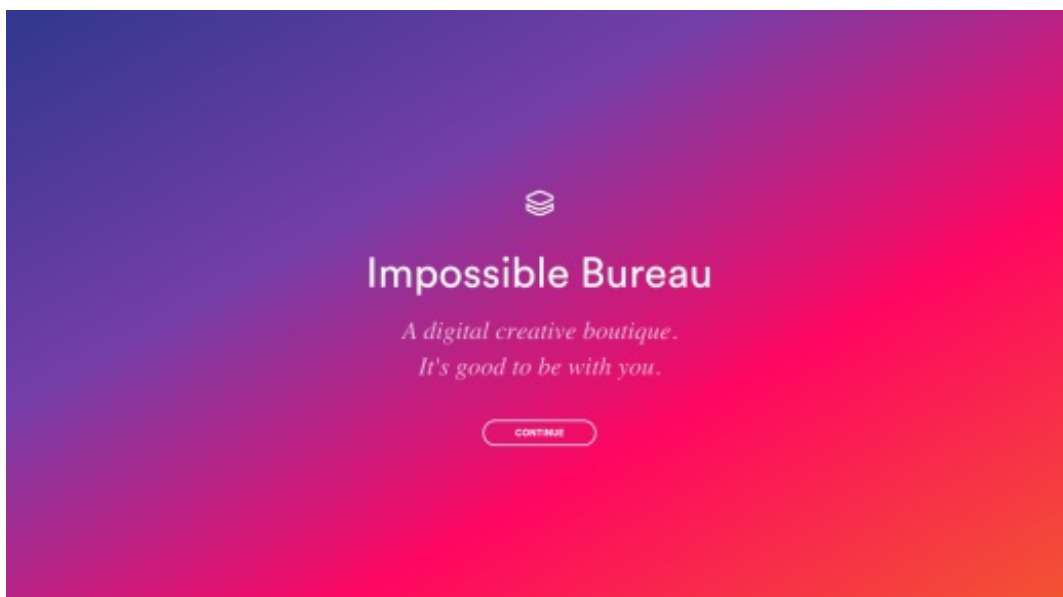 Impossible Bureau
A digital creative boutique.
It's good to be with you.
CONTINUE